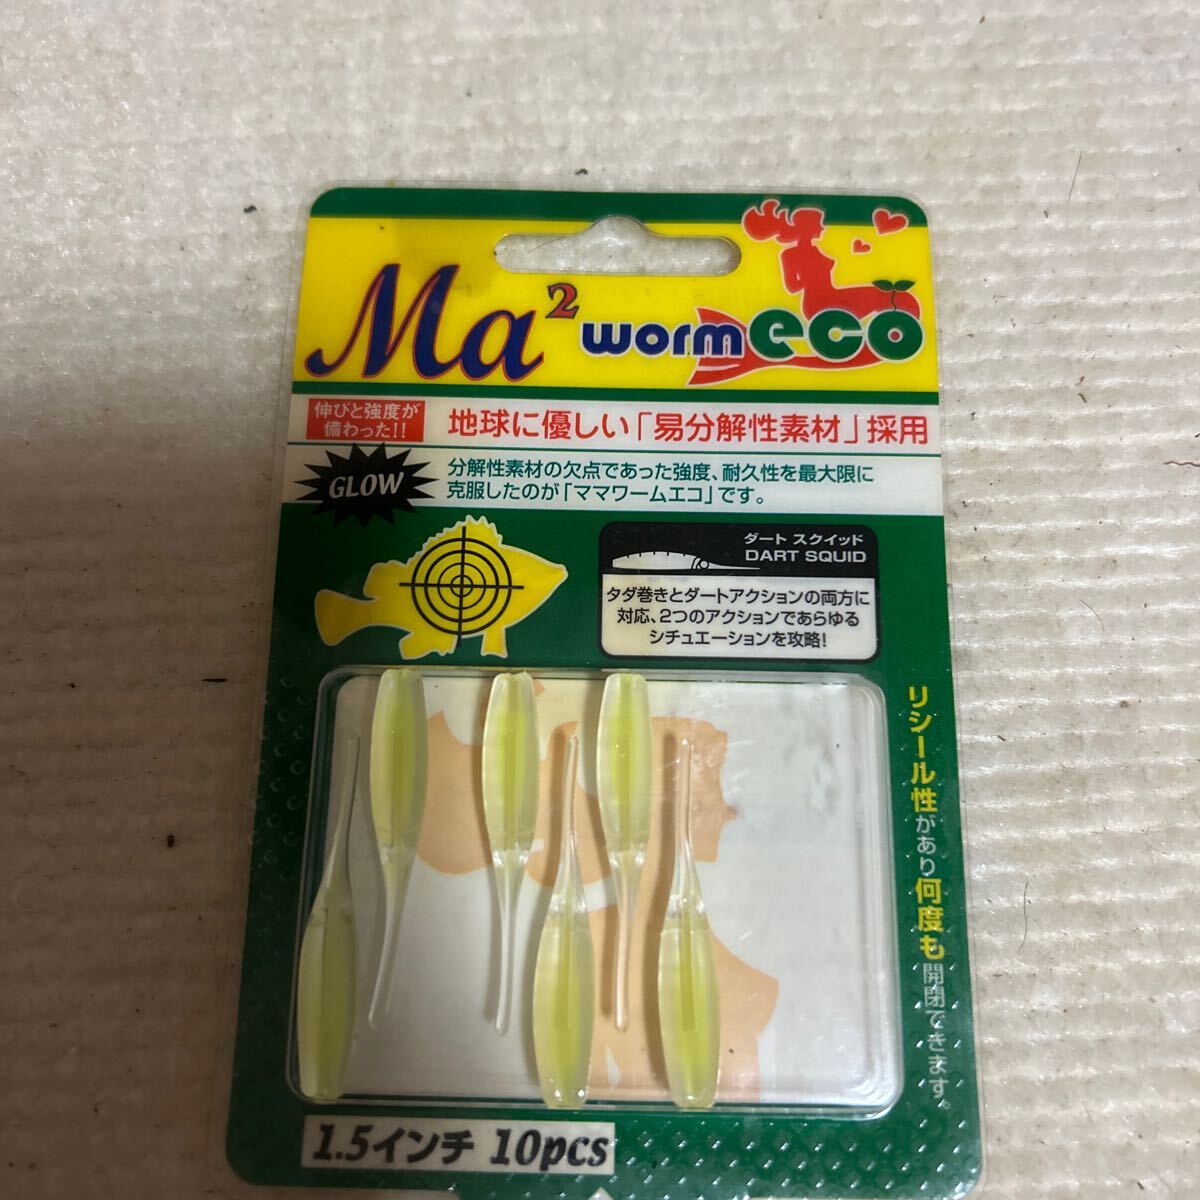 Ma² worm eco
伸びと強度が
備わった!!
地球に優しい「易分解性素材」採用
GLOW
分解性素材の欠点であった強度、耐久性を最大限に
克服したのが「ママワームエコ」です。
ダート スクイッド
DART SQUID
タダ巻きとダートアクションの両方に
対応、2つのアクションであらゆる
シチュエーションを攻略!
リシール性があり何度も開閉できます。
1.5インチ 10pcs